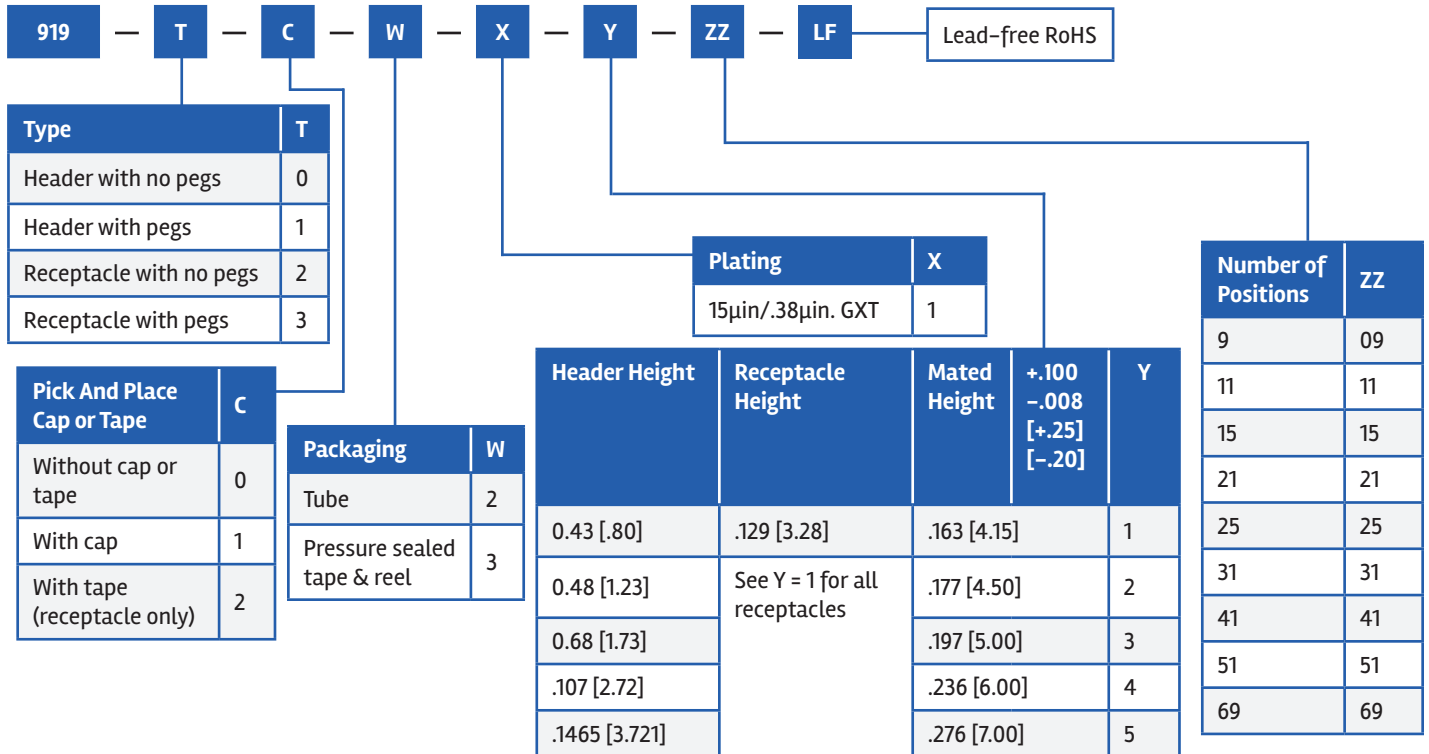 919 — T — C — W — X — Y — ZZ — LF Lead-free RoHS
Type T
Header with no pegs 0
Header with pegs 1
Receptacle with no pegs 2
Receptacle with pegs 3
Pick And Place
Cap or Tape C
Without cap or
tape 0
With cap 1
With tape
(receptacle only) 2
Packaging W
Tube 2
Pressure sealed
tape & reel 3
Plating X
15µin/.38µin. GXT 1
Header Height Receptacle
Height Mated
Height +.100
-.008
[+.25]
[-.20] Y
0.43 [.80] .129 [3.28] .163 [4.15] 1
0.48 [1.23] See Y = 1 for all
receptacles .177 [4.50] 2
0.68 [1.73] .197 [5.00] 3
.107 [2.72] .236 [6.00] 4
.1465 [3.721] .276 [7.00] 5
Number of
Positions ZZ
9 09
11 11
15 15
21 21
25 25
31 31
41 41
51 51
69 69